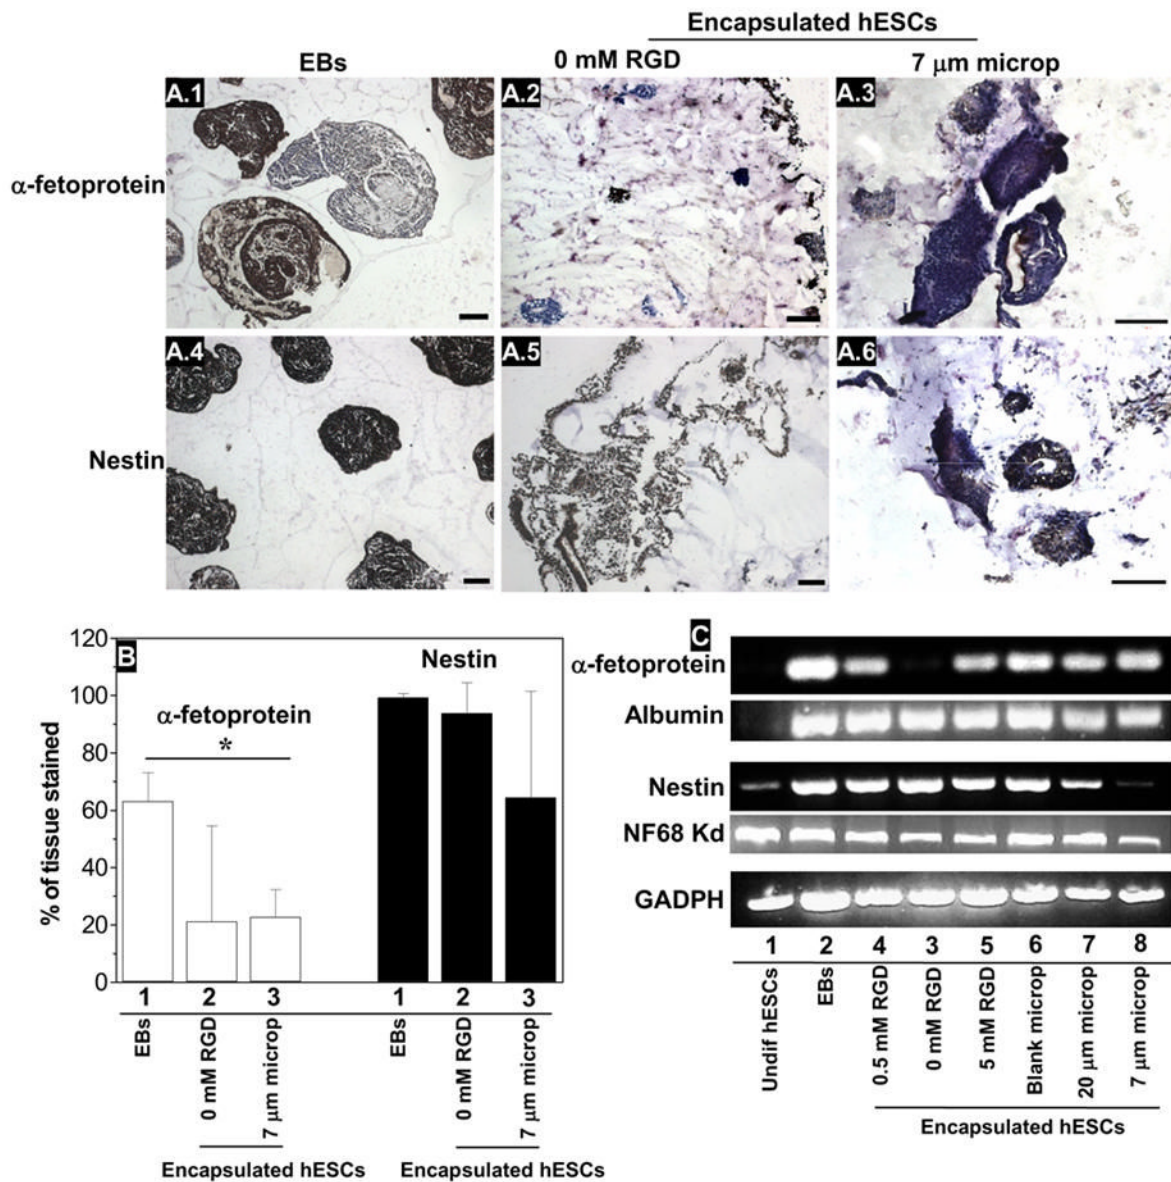 Encapsulated hESCs
EBs
0 mM RGD
7 μm microp
A.1
A.2
A.3
α-fetoprotein
A.4
A.5
A.6
Nestin
B
120
100
80
60
40
20
0
% of tissue stained
α-fetoprotein
*
Nestin
1
2
3
1
2
3
EBs
0 mM RGD
7 μm microp
EBs
0 mM RGD
7 μm microp
Encapsulated hESCs
Encapsulated hESCs
C
α-fetoprotein
Albumin
Nestin
NF68 Kd
GADPH
1 2 4 3 5 6 7 8
Undif hESCs
EBs
0.5 mM RGD
0 mM RGD
5 mM RGD
Blank microp
20 μm microp
7 μm microp
Encapsulated hESCs